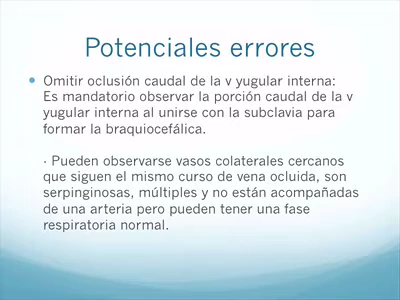 Potenciales errores
• Omitir oclusión caudal de la v yugular interna:
Es mandatorio observar la porción caudal de la v
yugular interna al unirse con la subclavia para
formar la braquiocefálica.
· Pueden observarse vasos colaterales cercanos
que siguen el mismo curso de vena ocluida, son
serpinginosas, múltiples y no están acompañadas
de una arteria pero pueden tener una fase
respiratoria normal.